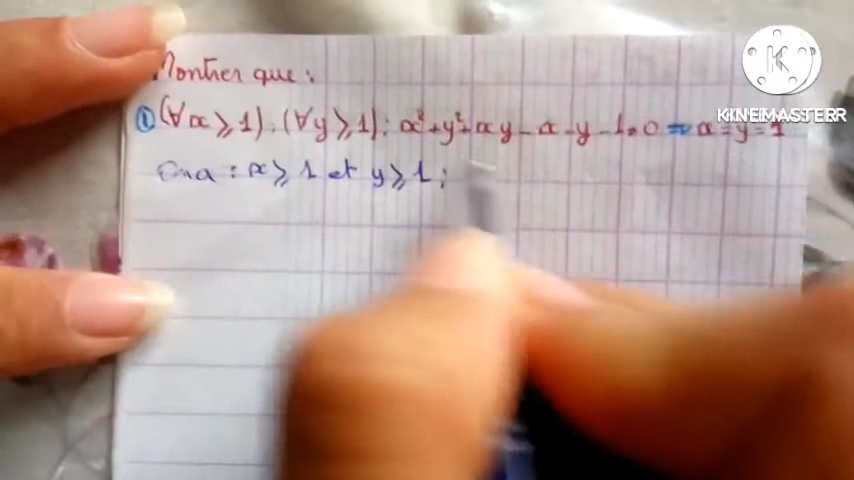 Montrer que :
① (∀x ⩾ 1), (∀y ⩾ 1) : x² + y² + xy - x - y - 1 = 0 ⇒ x = y = 1
On a : x ⩾ 1 et y ⩾ 1 ;
K
KINEMASTER